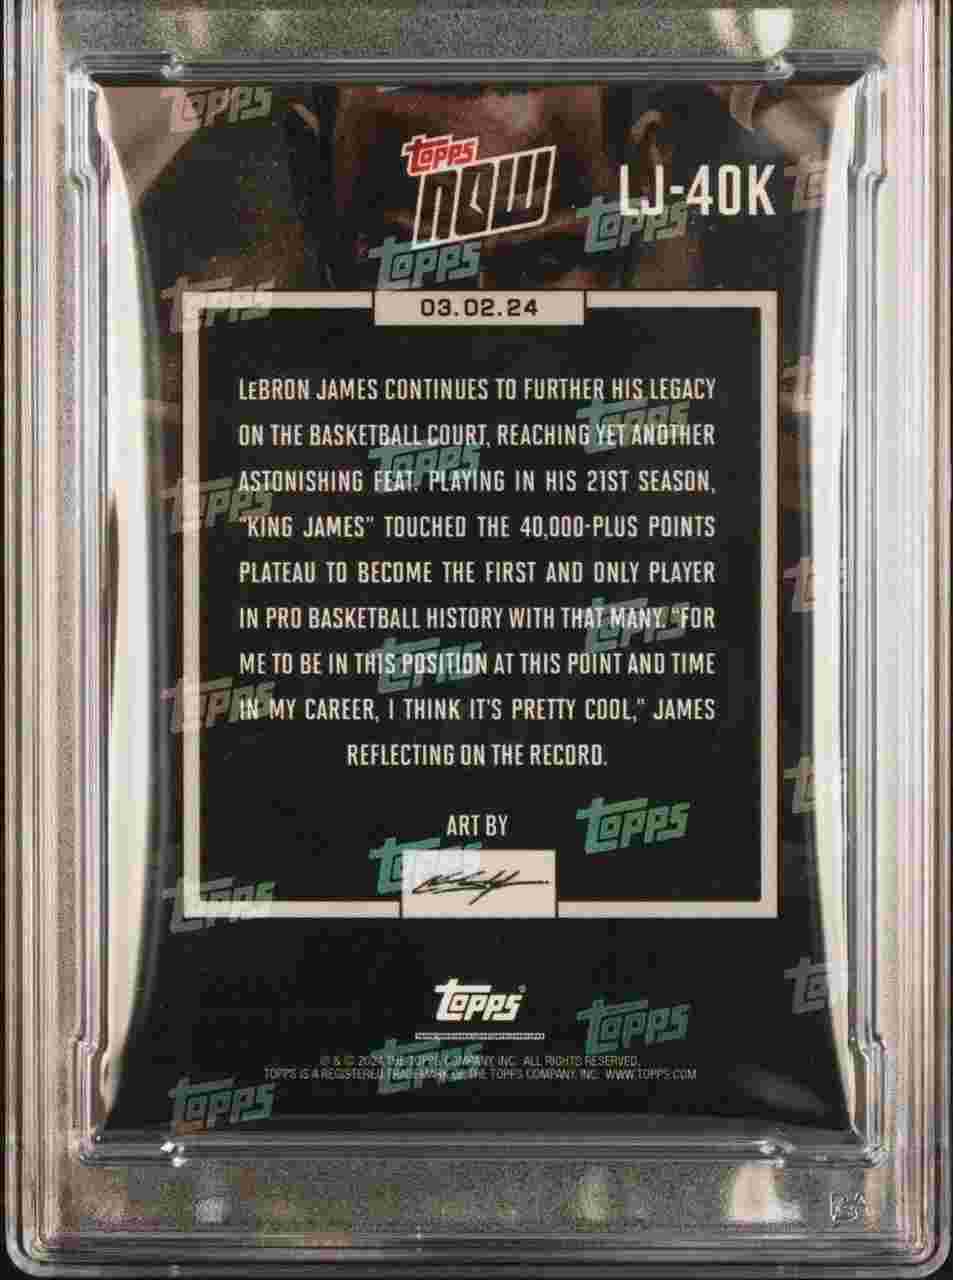 TOPPS
NOW
LJ-40K
03.02.24
LEBRON JAMES CONTINUES TO FURTHER HIS LEGACY
ON THE BASKETBALL COURT, REACHING YET ANOTHER
ASTONISHING FEAT. PLAYING IN HIS 21ST SEASON,
"KING JAMES" TOUCHED THE 40,000-PLUS POINTS
PLATEAU TO BECOME THE FIRST AND ONLY PLAYER
IN PRO BASKETBALL HISTORY WITH THAT MANY. "FOR
ME TO BE IN THIS POSITION AT THIS POINT AND TIME
IN MY CAREER, I THINK IT'S PRETTY COOL," JAMES
REFLECTING ON THE RECORD.
ART BY
TOPPS®
® & © 2024 THE TOPPS COMPANY, INC. ALL RIGHTS RESERVED.
TOPPS IS A REGISTERED TRADEMARK OF THE TOPPS COMPANY, INC. WWW.TOPPS.COM